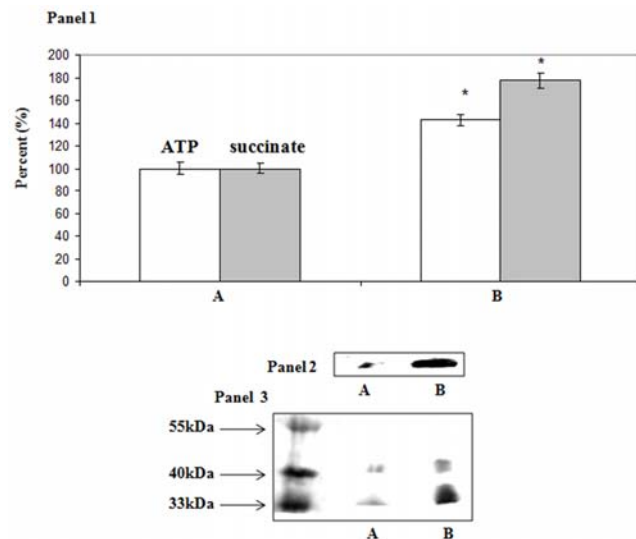 Panel 1
200
180
160
140
120
100
80
60
40
20
0
Percent (%)
ATP succinate
* *
A B
Panel 2
A B
Panel 3
55kDa
40kDa
33kDa
A B